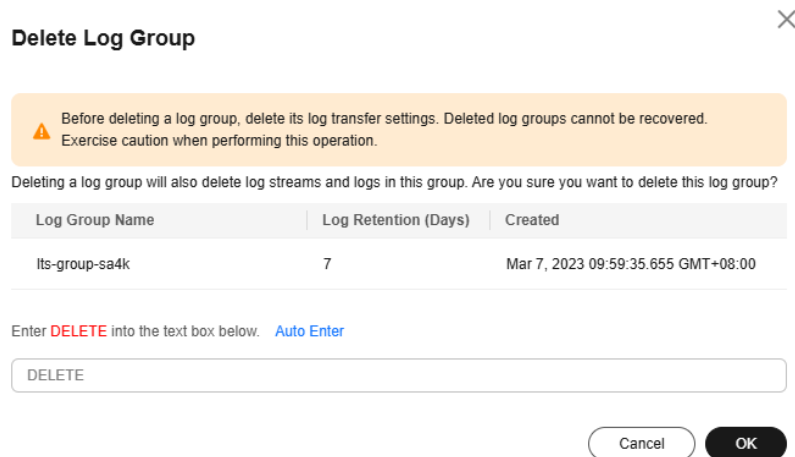 Delete Log Group
Before deleting a log group, delete its log transfer settings. Deleted log groups cannot be recovered.
Exercise caution when performing this operation.
Deleting a log group will also delete log streams and logs in this group. Are you sure you want to delete this log group?
Log Group Name Log Retention (Days) Created
lts-group-sa4k 7 Mar 7, 2023 09:59:35.655 GMT+08:00
Enter DELETE into the text box below. Auto Enter
DELETE
Cancel OK